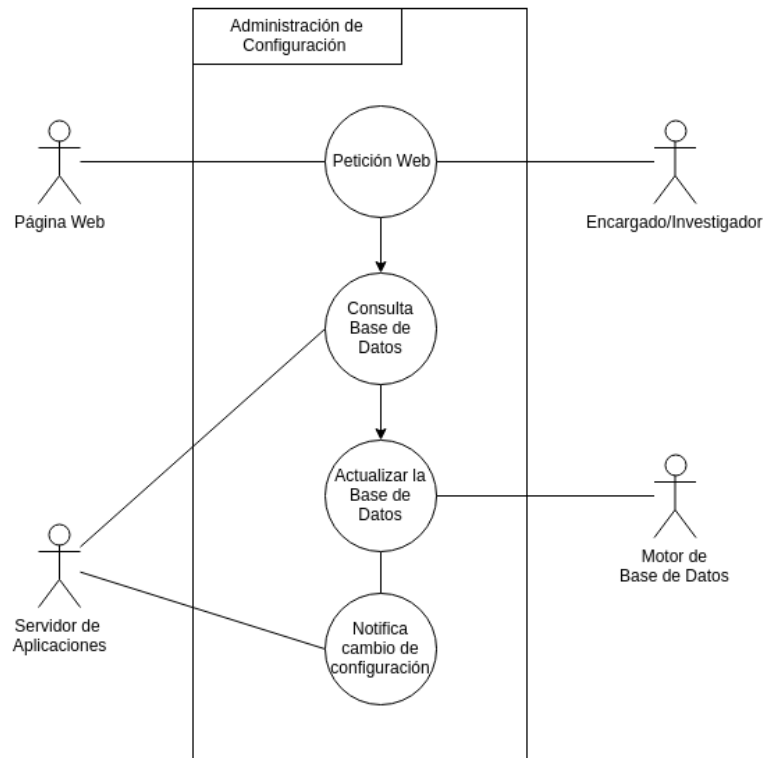 Administración de
Configuración
Petición Web
Página Web
Encargado/Investigador
Consulta
Base de
Datos
Actualizar la
Base de
Datos
Motor de
Base de Datos
Servidor de
Aplicaciones
Notifica
cambio de
configuración